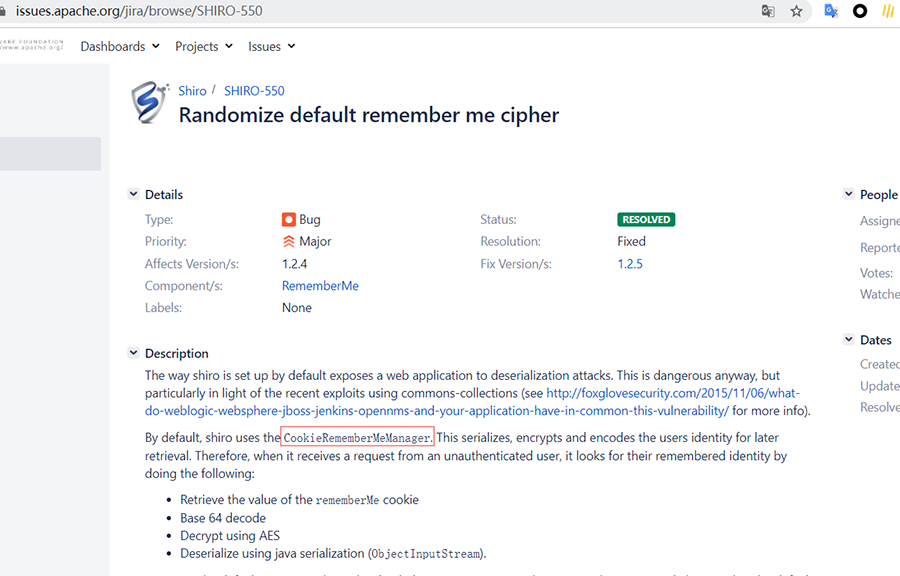 issues.apache.org/jira/browse/SHIRO-550
Dashboards Projects Issues
Shiro / SHIRO-550
Randomize default remember me cipher
Details
Type: Bug
Priority: Major
Affects Version/s: 1.2.4
Component/s: RememberMe
Labels: None
Status: RESOLVED
Resolution: Fixed
Fix Version/s: 1.2.5
People
Assigne
Reporte
Votes:
Watche
Description
The way shiro is set up by default exposes a web application to deserialization attacks. This is dangerous anyway, but
particularly in light of the recent exploits using commons-collections (see http://foxglovesecurity.com/2015/11/06/what-
do-weblogic-websphere-jboss-jenkins-opennms-and-your-application-have-in-common-this-vulnerability/ for more info).
By default, shiro uses the CookieRememberMeManager. This serializes, encrypts and encodes the users identity for later
retrieval. Therefore, when it receives a request from an unauthenticated user, it looks for their remembered identity by
doing the following:
• Retrieve the value of the rememberMe cookie
• Base 64 decode
• Decrypt using AES
• Deserialize using java serialization (ObjectInputStream).
Dates
Created
Update
Resolve